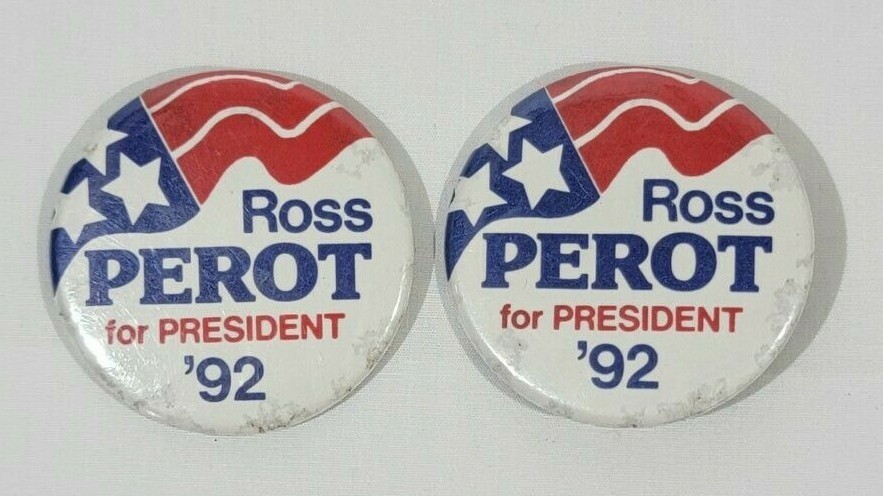 Ross
PEROT
for PRESIDENT
'92
Ross
PEROT
for PRESIDENT
'92